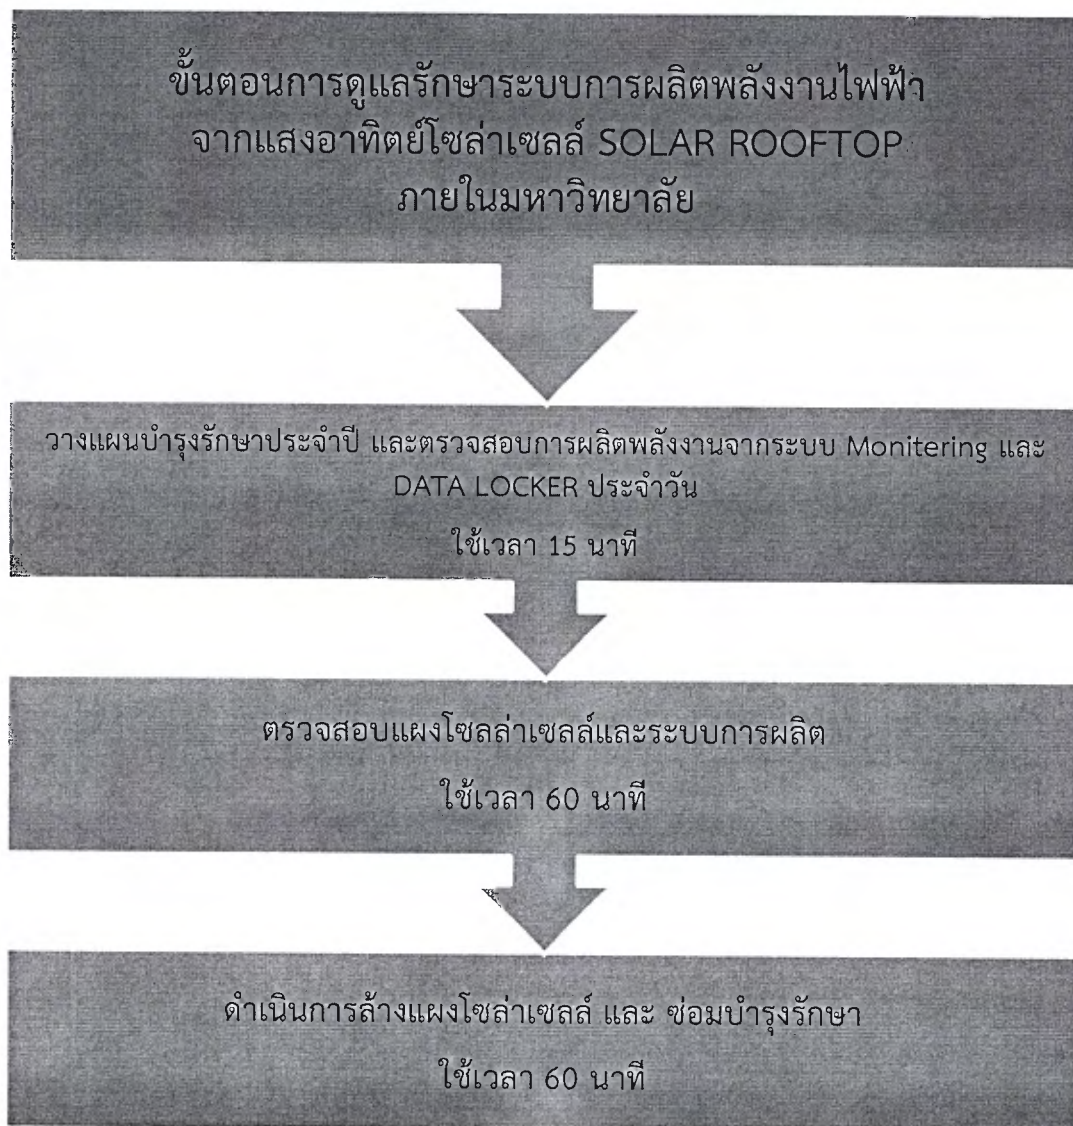 ขั้นตอนการดูแลรักษาระบบการผลิตพลังงานไฟฟ้า
จากแสงอาทิตย์โซล่าเซลล์ SOLAR ROOFTOP
ภายในมหาวิทยาลัย
วางแผนบำรุงรักษาประจำปี และตรวจสอบการผลิตพลังงานจากระบบ Monitering และ
DATA LOCKER ประจำวัน
ใช้เวลา 15 นาที
ตรวจสอบแผงโซลล่าเซลล์และระบบการผลิต
ใช้เวลา 60 นาที
ดำเนินการล้างแผงโซล่าเซลล์ และ ซ่อมบำรุงรักษา
ใช้เวลา 60 นาที